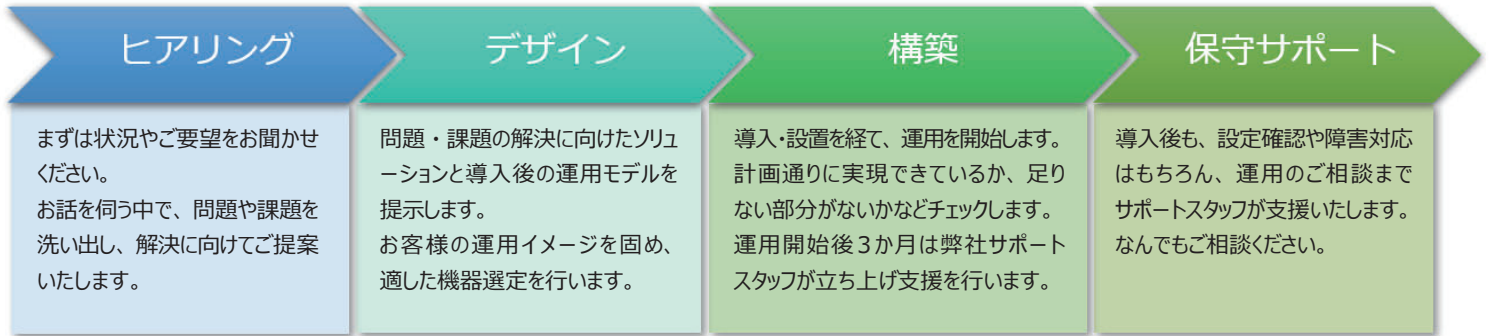 ヒアリング
まずは状況やご要望をお聞かせ
ください。
お話を伺う中で、問題や課題を
洗い出し、解決に向けてご提案
いたします。
デザイン
問題・課題の解決に向けたソリュ
ーションと導入後の運用モデルを
提示します。
お客様の運用イメージを固め、
適した機器選定を行います。
構築
導入・設置を経て、運用を開始します。
計画通りに実現できているか、足り
ない部分がないかなどチェックします。
運用開始後3か月は弊社サポート
スタッフが立ち上げ支援を行います。
保守サポート
導入後も、設定確認や障害対応
はもちろん、運用のご相談まで
サポートスタッフが支援いたします。
なんでもご相談ください。